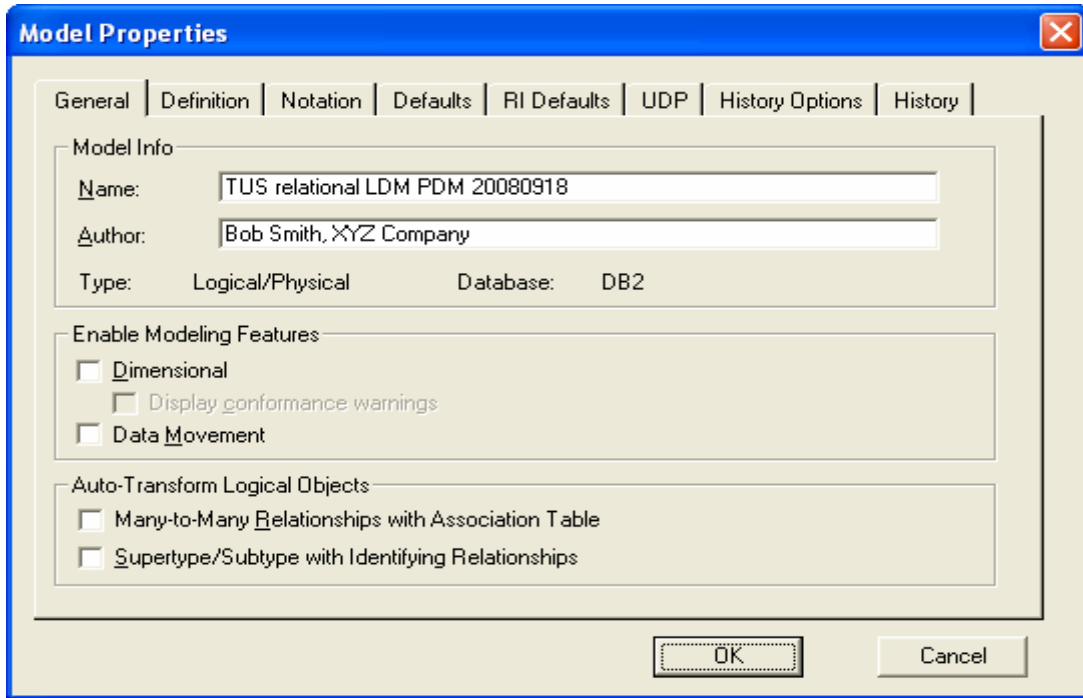 Model Properties
General Definition Notation Defaults RI Defaults UDP History Options History
Model Info
Name: TUS relational LDM PDM 20080918
Author: Bob Smith, XYZ Company
Type: Logical/Physical Database: DB2
Enable Modeling Features
Dimensional
Display conformance warnings
Data Movement
Auto-Transform Logical Objects
Many-to-Many Relationships with Association Table
Supertype/Subtype with Identifying Relationships
OK Cancel